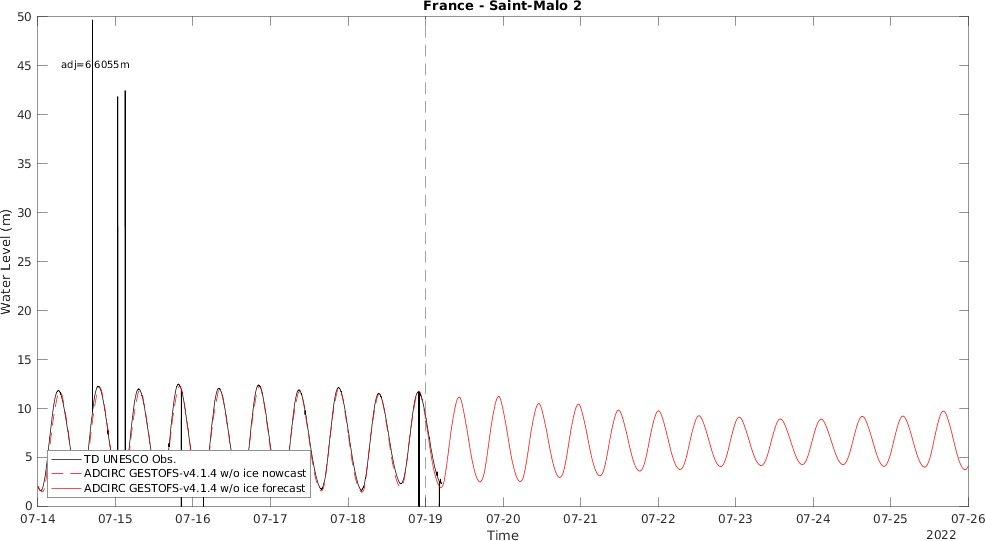 France - Saint-Malo 2
50
adj=6.6055m
45
40
35
30
25
20
15
10
5
0
Water Level (m)
TD UNESCO Obs.
ADCIRC GESTOFS-v4.1.4 w/o ice nowcast
ADCIRC GESTOFS-v4.1.4 w/o ice forecast
07-14 07-15 07-16 07-17 07-18 07-19 07-20 07-21 07-22 07-23 07-24 07-25 07-26
Time
2022